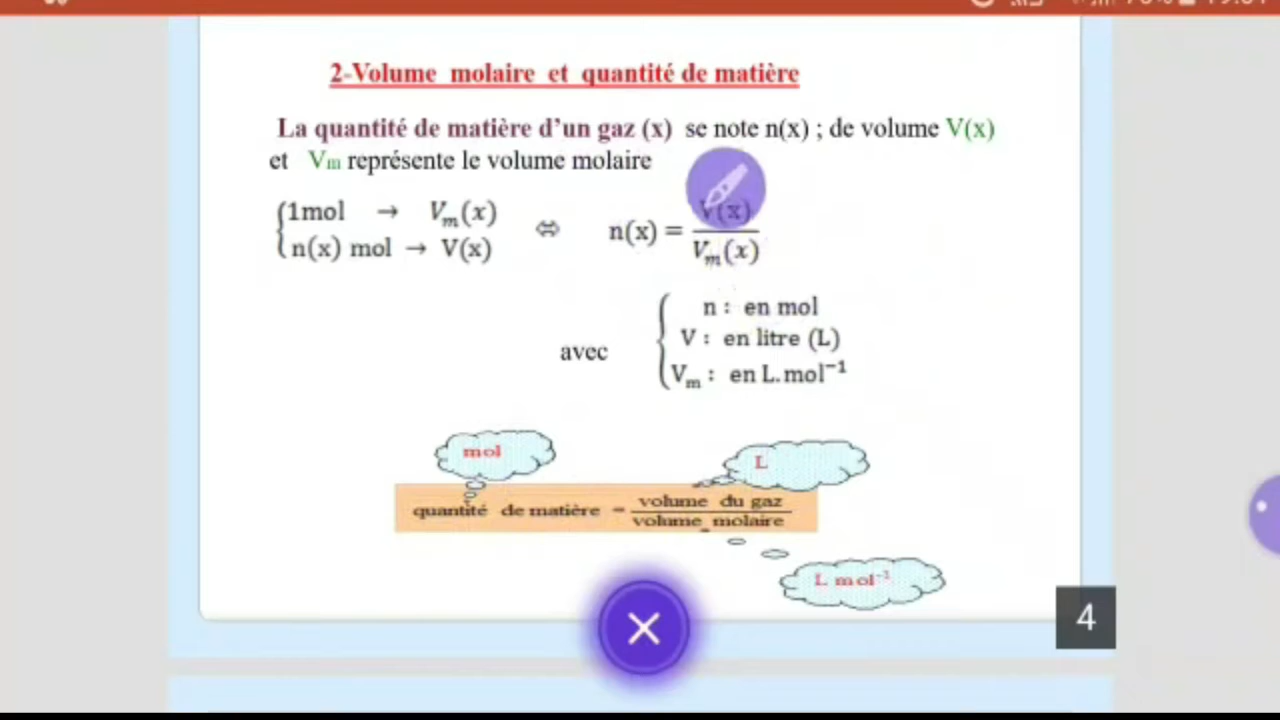 2-Volume molaire et quantité de matière
La quantité de matière d’un gaz (x) se note n(x) ; de volume V(x)
et Vm représente le volume molaire
{1mol → Vm(x)
n(x) mol → V(x)
⇔ n(x) = V(x)
Vm(x)
n : en mol
V : en litre (L)
avec
Vm : en L.mol⁻¹
mol
L
quantité de matière = volume du gaz
volume molaire
L mol⁻¹
4